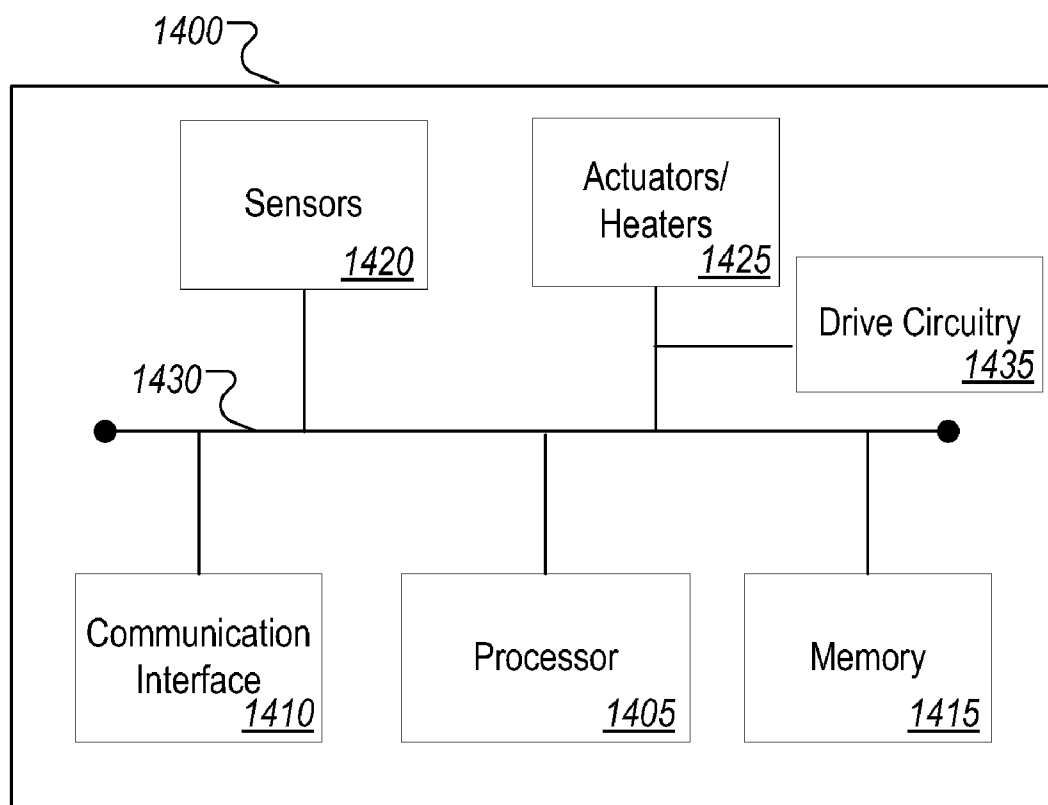 1400
Sensors
1420
Actuators/
Heaters
1425
Drive Circuitry
1435
1430
Communication
Interface
1410
Processor
1405
Memory
1415